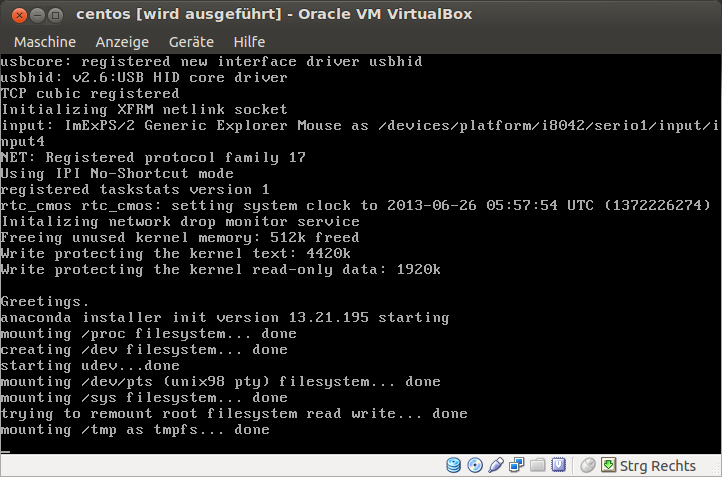 centos [wird ausgeführt] - Oracle VM VirtualBox
Maschine Anzeige Geräte Hilfe
usbcore: registered new interface driver usbhid
usbhid: v2.6:USB HID core driver
TCP cubic registered
Initializing XFRM netlink socket
input: ImExPS/2 Generic Explorer Mouse as /devices/platform/i8042/serio1/input/i
nput4
NET: Registered protocol family 17
Using IPI No-Shortcut mode
registered taskstats version 1
rtc_cmos rtc_cmos: setting system clock to 2013-06-26 05:57:54 UTC (1372226274)
Initalizing network drop monitor service
Freeing unused kernel memory: 512k freed
Write protecting the kernel text: 4420k
Write protecting the kernel read-only data: 1920k
Greetings.
anaconda installer init version 13.21.195 starting
mounting /proc filesystem... done
creating /dev filesystem... done
starting udev...done
mounting /dev/pts (unix98 pty) filesystem... done
mounting /sys filesystem... done
trying to remount root filesystem read write... done
mounting /tmp as tmpfs... done
Strg Rechts